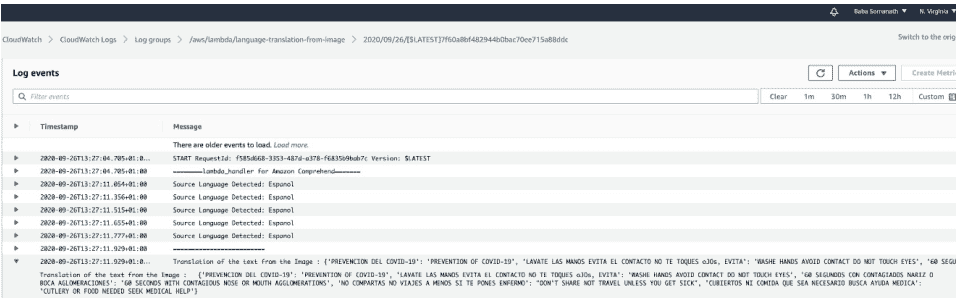 Baba Somanath ▼ N. Virginia ▼
CloudWatch > CloudWatch Logs > Log groups > /aws/lambda/language-translation-from-image > 2020/09/26/[$LATEST]7f60a8bf482944b0bac70ee715a88ddc
Switch to the orig
Log events
Actions ▼
Create Metri
Filter events
Clear 1m 30m 1h 12h Custom
Timestamp Message
There are older events to load. Load more.
2020-09-26T13:27:04.705+01:0... START RequestId: f585d668-3353-487d-a378-f6835b9bab7c Version: $LATEST
2020-09-26T13:27:04.705+01:00 ========lambda_handler for Amazon Comprehend=======
2020-09-26T13:27:11.054+01:00 Source Language Detected: Espanol
2020-09-26T13:27:11.356+01:00 Source Language Detected: Espanol
2020-09-26T13:27:11.515+01:00 Source Language Detected: Espanol
2020-09-26T13:27:11.655+01:00 Source Language Detected: Espanol
2020-09-26T13:27:11.777+01:00 Source Language Detected: Espanol
2020-09-26T13:27:11.929+01:00 =========================
2020-09-26T13:27:11.929+01:0... Translation of the text from the Image : {'PREVENCION DEL COVID-19': 'PREVENTION OF COVID-19', 'LAVATE LAS MANOS EVITA EL CONTACTO NO TE TOQUES oJOs, EVITA': 'WASHE HANDS AVOID CONTACT DO NOT TOUCH EYES', '60 SEGU
Translation of the text from the Image : {'PREVENCION DEL COVID-19': 'PREVENTION OF COVID-19', 'LAVATE LAS MANOS EVITA EL CONTACTO NO TE TOQUES oJOs, EVITA': 'WASHE HANDS AVOID CONTACT DO NOT TOUCH EYES', '60 SEGUNDOS CON CONTAGIADOS NARIZ O
BOCA AGLOMERACIONES': '60 SECONDS WITH CONTAGIOUS NOSE OR MOUTH AGGLOMERATIONS', 'NO COMPARTAS NO VIAJES A MENOS SI TE PONES ENFERMO': "DON'T SHARE NOT TRAVEL UNLESS YOU GET SICK", 'CUBIERTOS NI COMIDA QUE SEA NECESARIO BUSCA AYUDA MEDICA':
'CUTLERY OR FOOD NEEDED SEEK MEDICAL HELP'}